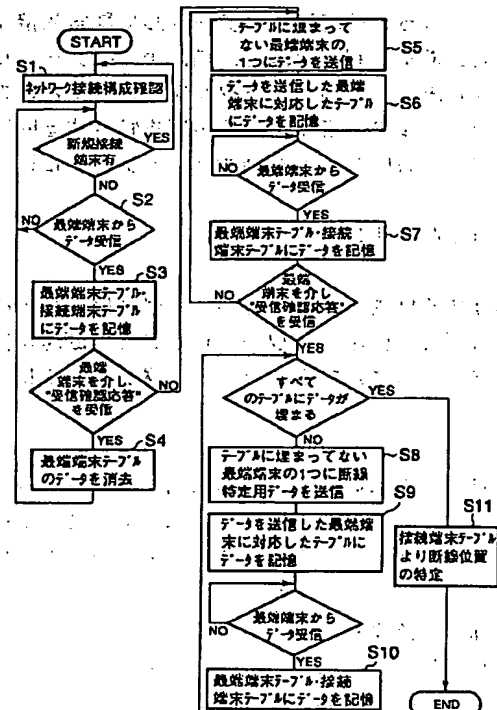 START
S1
ネットワーク接続構成確認
新規接続
端末有
YES
NO
S2
最端端末から
データ受信
NO
YES
S3
最端端末テーブル・
接続端末テーブル
にデータを記憶
最端
端末を介し、
"受信確認応答"
を受信
NO
YES
S4
最端端末テーブル
のデータを消去
S5
テーブルに埋まって
ない最端端末の
1つにデータを送信
S6
データを送信した最端
端末に対応したテーブル
にデータを記憶
最端端末から
データ受信
NO
YES
S7
最端端末テーブル・接続
端末テーブルにデータを記憶
最端
端末を介し
"受信確認応答"
を受信
NO
YES
すべて
のテーブルにデータが
埋まる
YES
NO
S8
テーブルに埋まってない
最端端末の1つに断線
特定用データを送信
S9
データを送信した最端端
末に対応したテーブルに
データを記憶
最端端末から
データ受信
NO
YES
S10
最端端末テーブル・接続
端末テーブルにデータを記憶
S11
接続端末テーブル
より断線位置
の特定
END